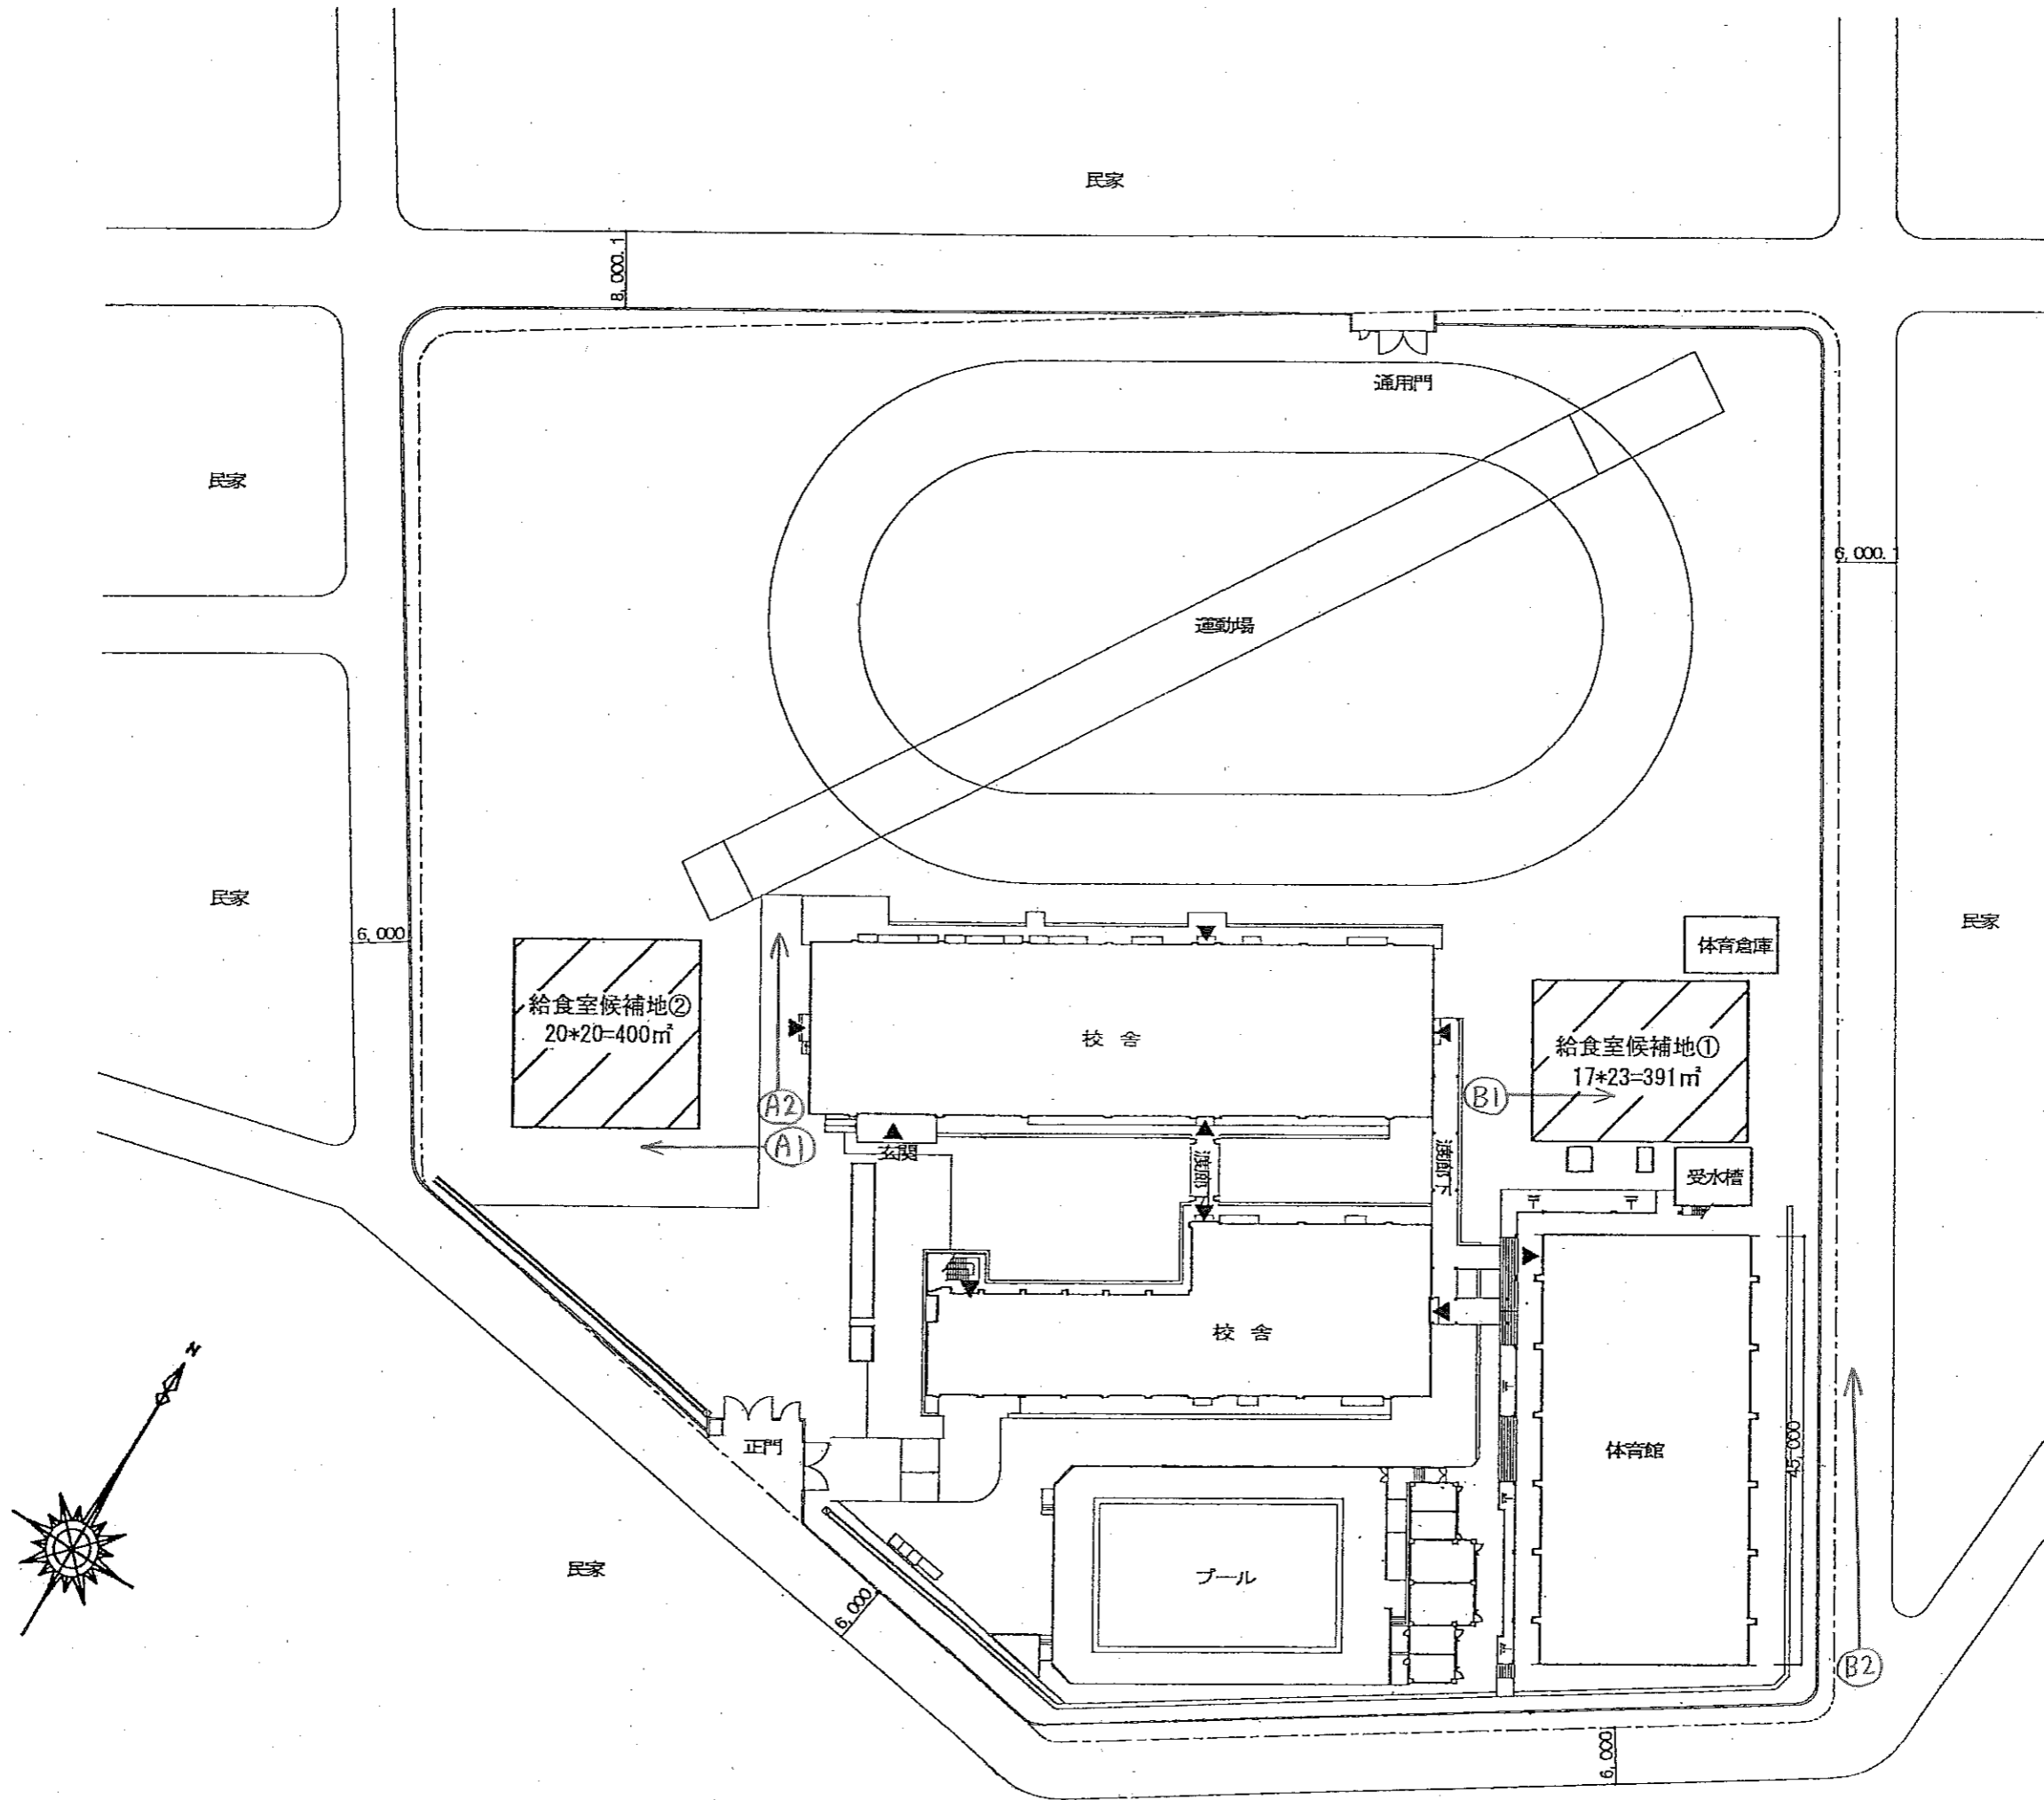 民家
8,000.1
通用門
民家
6,000.1
運動場
民家
6,000
民家
体育倉庫
給食室候補地②
20*20=400㎡
校 舎
給食室候補地①
17*23=391㎡
A2
B1
A1
玄関
渡廊下
渡廊下
受水槽
校 舎
N
正門
体育館
45,000
民家
プール
6,000
B2
6,000